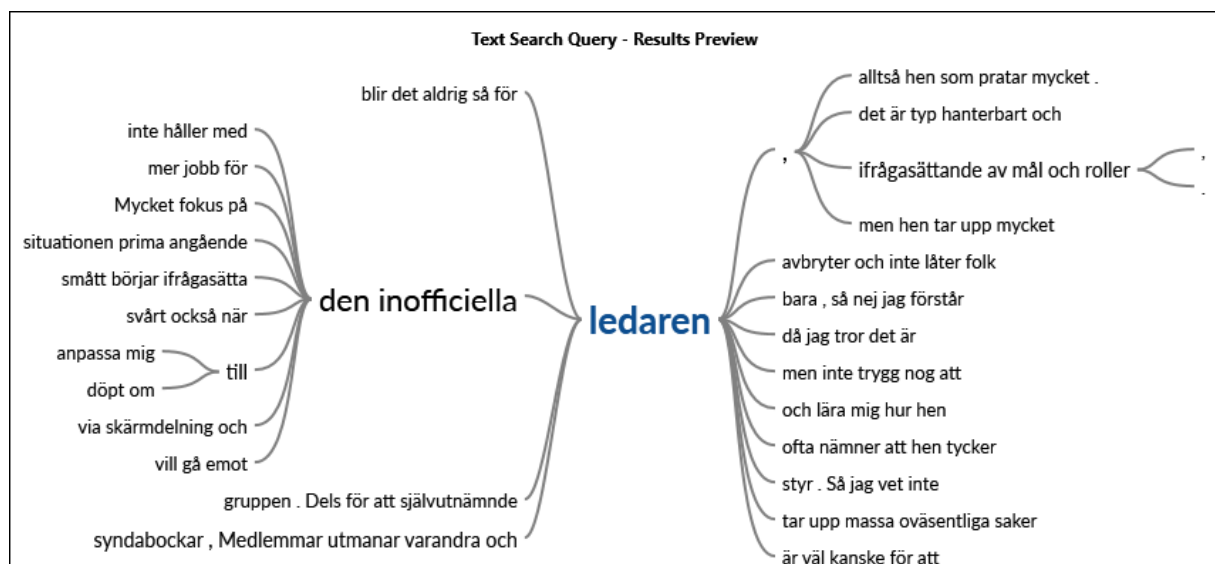 Text Search Query - Results Preview
blir det aldrig så för
inte håller med
mer jobb för
Mycket fokus på
situationen prima angående
smått börjar ifrågasätta
svårt också när
anpassa mig
döpt om
till
via skärmdelning och
vill gå emot
den inofficiella
gruppen . Dels för att självutnämnde
syndabockar , Medlemmar utmanar varandra och
ledaren
,
alltså hen som pratar mycket .
det är typ hanterbart och
ifrågasättande av mål och roller
,
.
men hen tar upp mycket
avbryter och inte låter folk
bara , så nej jag förstår
då jag tror det är
men inte trygg nog att
och lära mig hur hen
ofta nämner att hen tycker
styr . Så jag vet inte
tar upp massa oväsentliga saker
är väl kanske för att